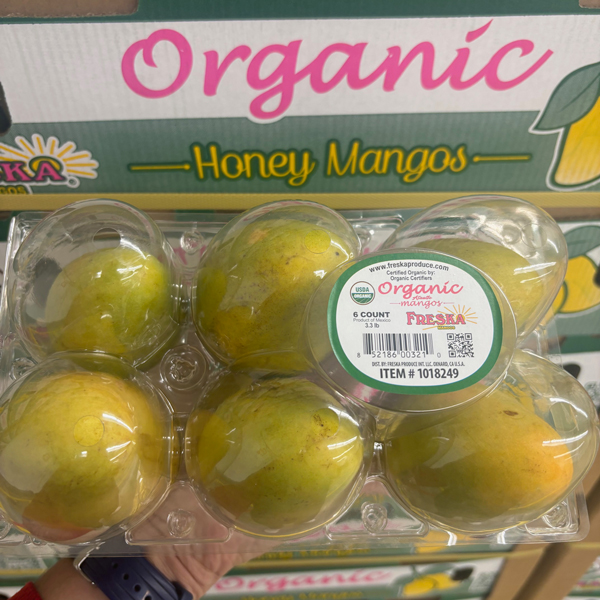 Organic
Honey Mangos
KA
®
www.freskaproduce.com
Certified Organic by:
Organic Certifiers
USDA
ORGANIC
Organic
mangos
6 COUNT
Product of Mexico
3.3 lb
FRESKA
8 52186 00321 0
DIST. BY: FRESKA PRODUCE INT. LLC. OXNARD, CA U.S.A.
ITEM # 1018249
Organic